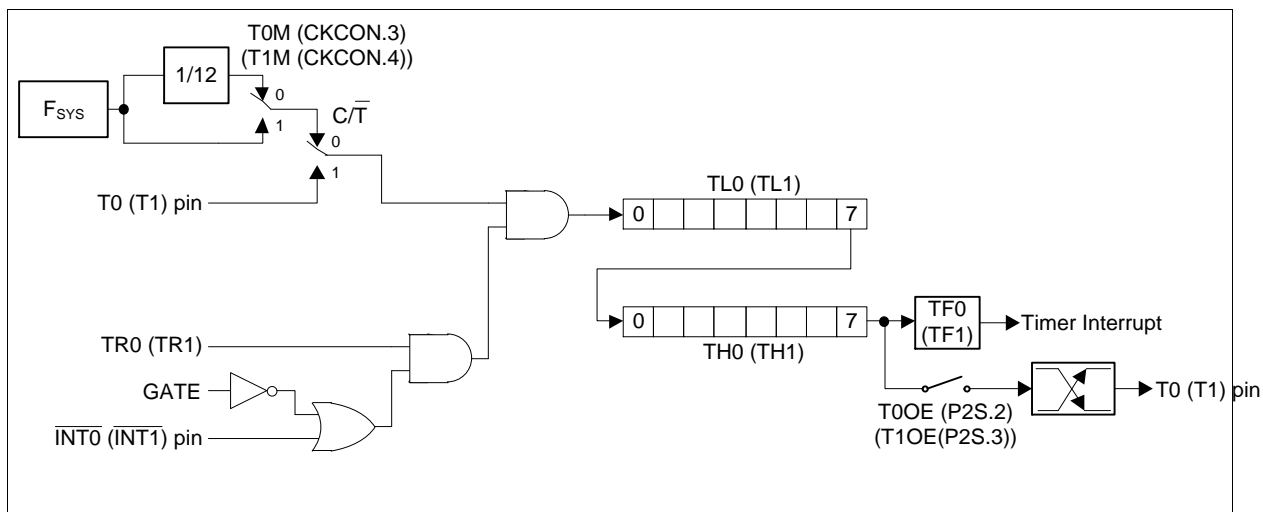 T0M (CKCON.3)
(T1M (CKCON.4))
1/12
FSYS
0
1
C/T̅
0
1
T0 (T1) pin
TL0 (TL1)
0 7
0 7
TH0 (TH1)
TF0
(TF1)
Timer Interrupt
TR0 (TR1)
GATE
I̅N̅T̅0̅ (I̅N̅T̅1̅) pin
T0OE (P2S.2)
(T1OE(P2S.3))
T0 (T1) pin